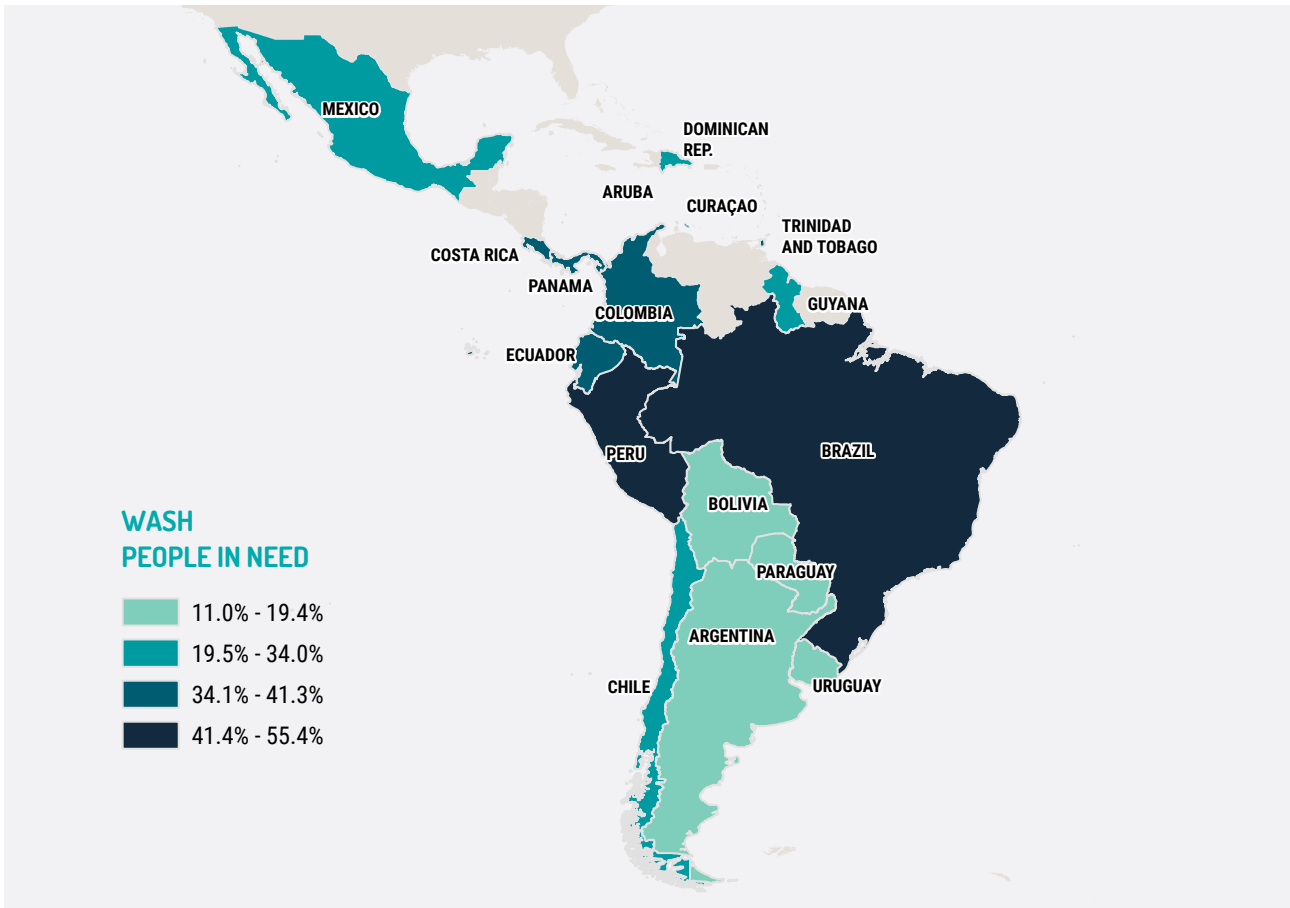 MEXICO
DOMINICAN
REP.
ARUBA
CURAÇAO
TRINIDAD
AND TOBAGO
COSTA RICA
PANAMA
GUYANA
COLOMBIA
ECUADOR
PERU
BRAZIL
BOLIVIA
PARAGUAY
ARGENTINA
CHILE
URUGUAY
WASH
PEOPLE IN NEED
11.0% - 19.4%
19.5% - 34.0%
34.1% - 41.3%
41.4% - 55.4%